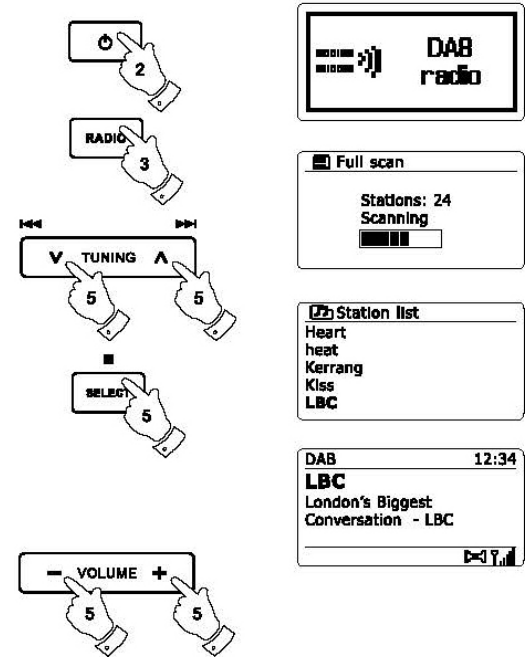 2
DAB
radio
RADIO
3
Full scan
Stations: 24
Scanning
TUNING
5
5
Station list
Heart
heat
Kerrang
Kiss
LBC
SELECT
5
DAB 12:34
LBC
London's Biggest
Conversation - LBC
− VOLUME +
5
5